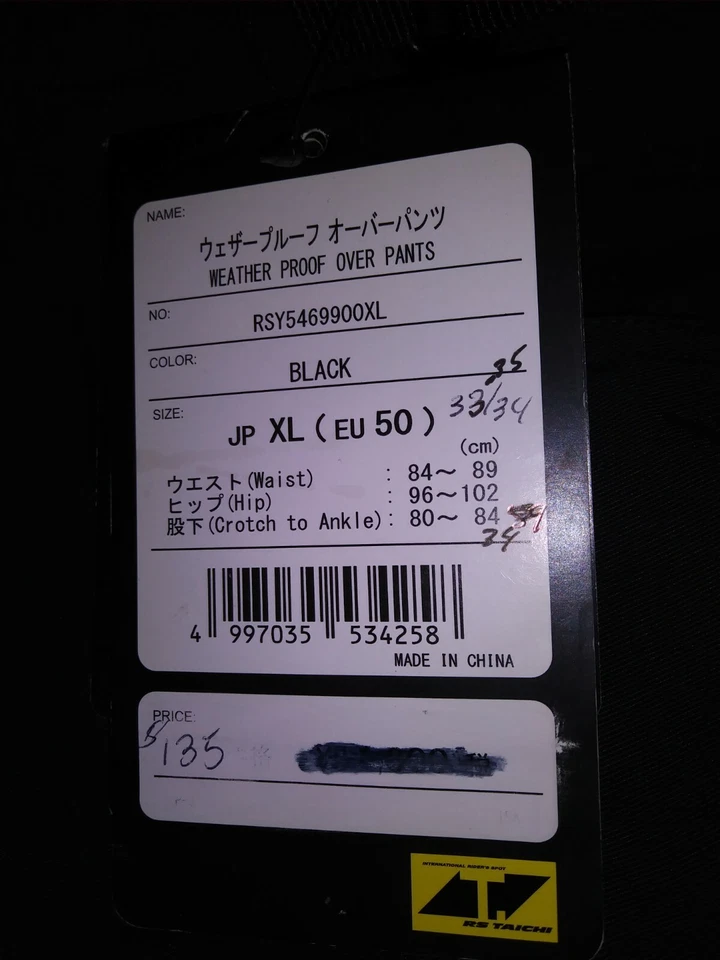 NAME:
ウェザープルーフ オーバーパンツ
WEATHER PROOF OVER PANTS
NO:
RSY5469900XL
COLOR:
BLACK
35
SIZE:
JP XL ( EU 50 ) 33/34
(cm)
ウエスト(Waist) : 84〜 89
ヒップ(Hip) : 96〜102
股下(Crotch to Ankle): 80〜 84
34
4 997035 534258
MADE IN CHINA
PRICE:
$135
INTERNATIONAL RIDER'S SPOT
RS TAICHI